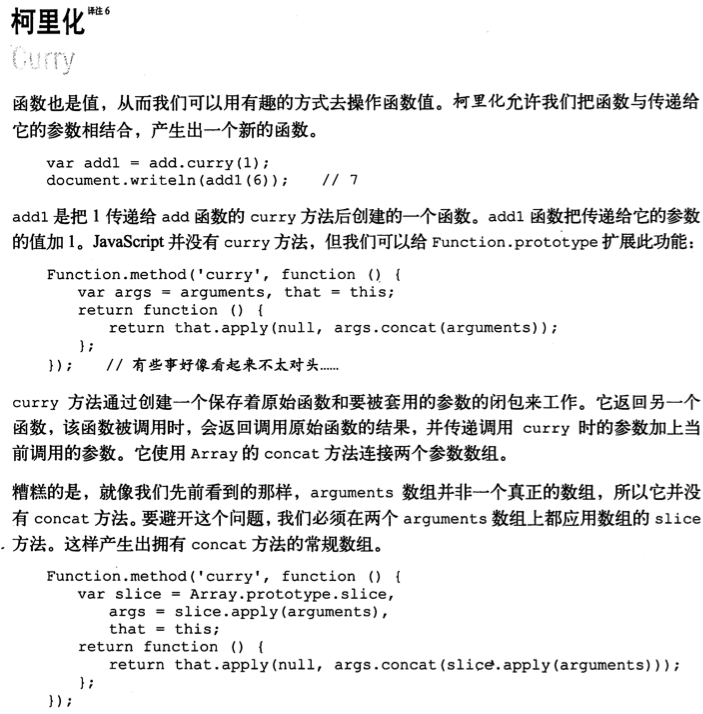 柯里化译注6
Curry
函数也是值，从而我们可以用有趣的方式去操作函数值。柯里化允许我们把函数与传递给
它的参数相结合，产生出一个新的函数。
var add1 = add.curry(1);
document.writeln(add1(6));    // 7
add1 是把 1 传递给 add 函数的 curry 方法后创建的一个函数。add1 函数把传递给它的参数
的值加 1。JavaScript 并没有 curry 方法，但我们可以给 Function.prototype 扩展此功能：
Function.method('curry', function () {
    var args = arguments, that = this;
    return function () {
        return that.apply(null, args.concat(arguments));
    };
});    // 有些事好像看起来不太对头……
curry 方法通过创建一个保存着原始函数和要被套用的参数的闭包来工作。它返回另一个
函数，该函数被调用时，会返回调用原始函数的结果，并传递调用 curry 时的参数加上当
前调用的参数。它使用 Array 的 concat 方法连接两个参数数组。
糟糕的是，就像我们先前看到的那样，arguments 数组并非一个真正的数组，所以它并没
有 concat 方法。要避开这个问题，我们必须在两个 arguments 数组上都应用数组的 slice
方法。这样产生出拥有 concat 方法的常规数组。
Function.method('curry', function () {
    var slice = Array.prototype.slice,
        args = slice.apply(arguments),
        that = this;
    return function () {
        return that.apply(null, args.concat(slice.apply(arguments)));
    };
});